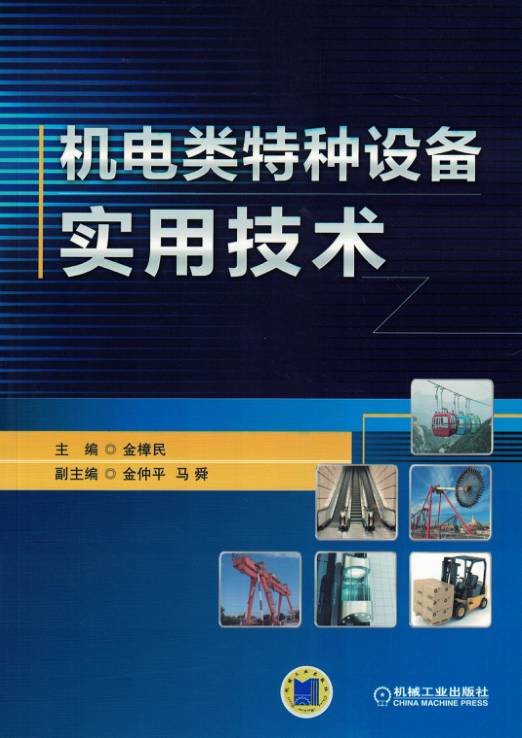 机电类特种设备
实用技术
主 编 ◎ 金樟民
副主编 ◎ 金仲平 马 舜
机械工业出版社
CHINA MACHINE PRESS